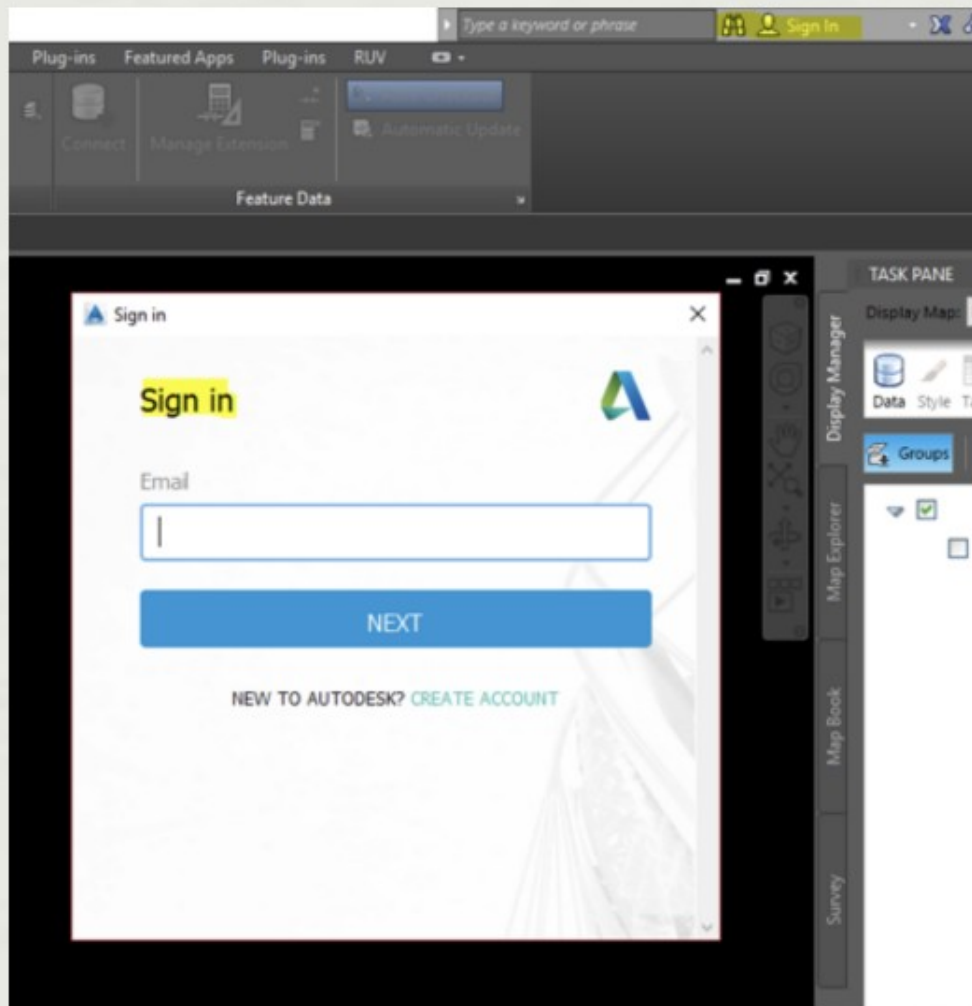 Type a keyword or phrase
Sign In
Plug-ins Featured Apps Plug-ins RUV
Connect
Manage Extension
Automatic Update
Feature Data
TASK PANE
Display Map:
Data Style
Groups
Display Manager
Map Explorer
Map Book
Survey
Sign in
Sign in
Email
NEXT
NEW TO AUTODESK? CREATE ACCOUNT